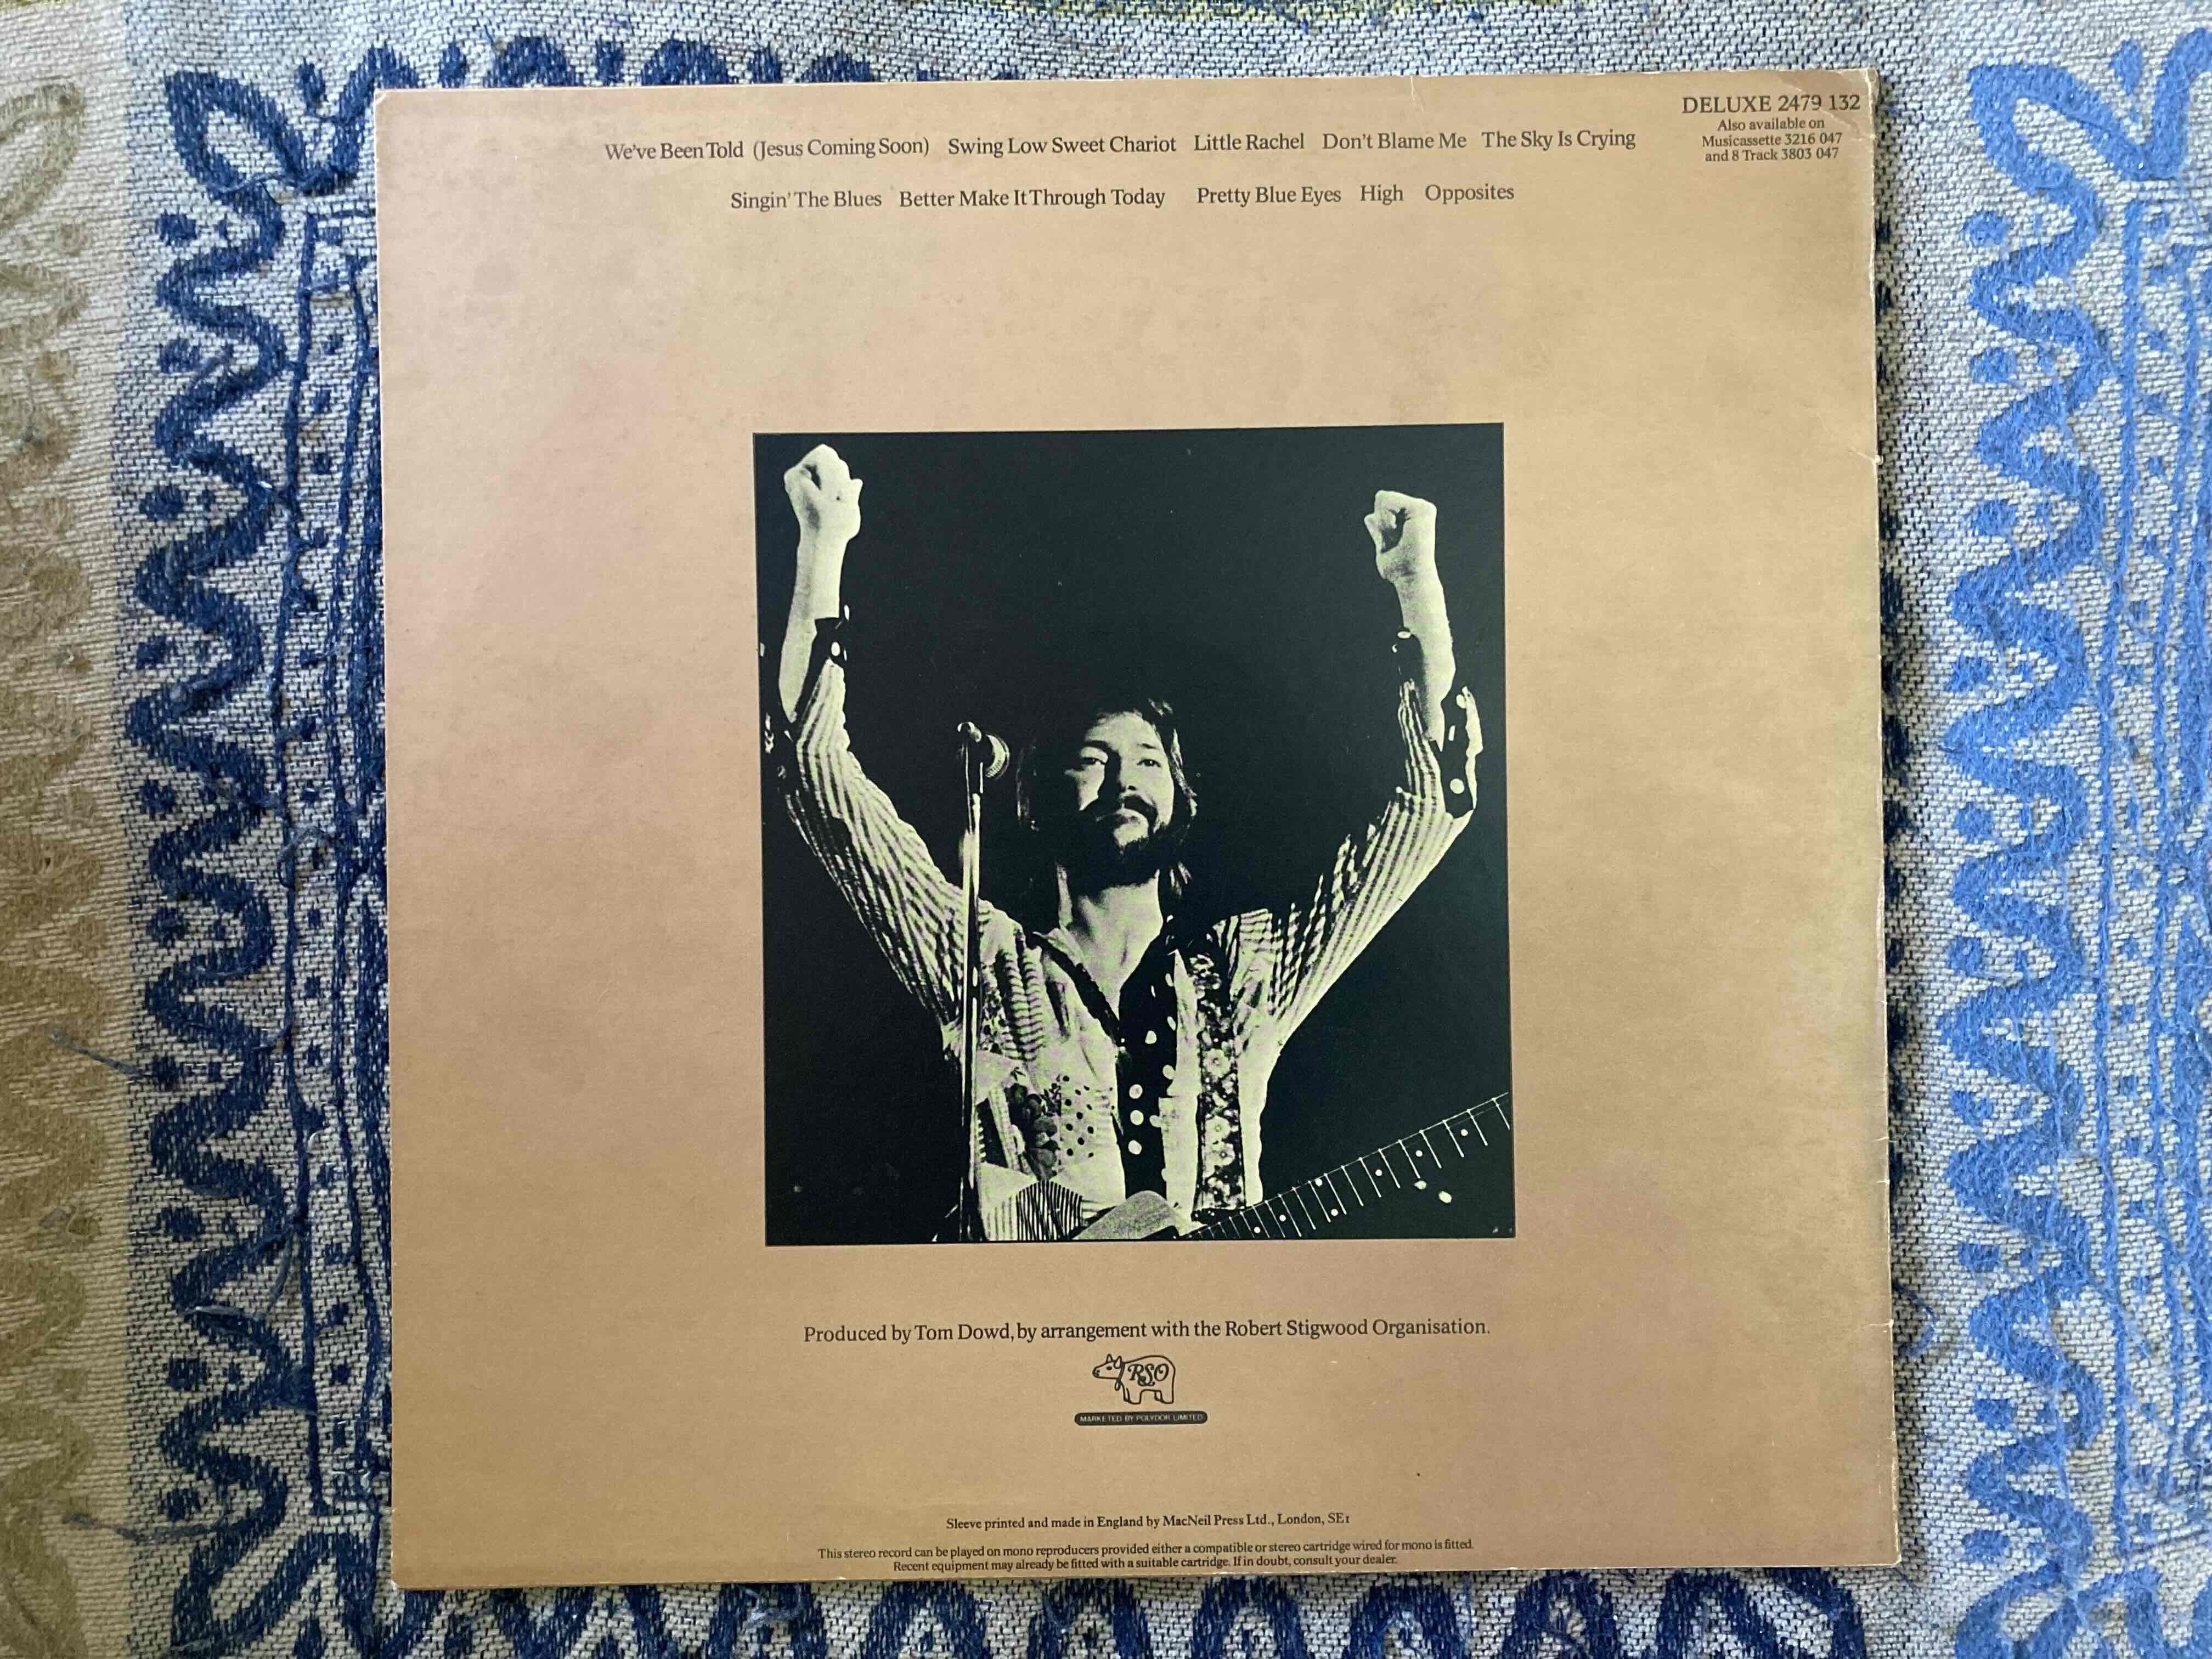 DELUXE 2479 132
Also available on
Musicassette 3216 047
and 8 Track 3803 047
We've Been Told (Jesus Coming Soon) Swing Low Sweet Chariot Little Rachel Don't Blame Me The Sky Is Crying
Singin' The Blues Better Make It Through Today Pretty Blue Eyes High Opposites
Produced by Tom Dowd, by arrangement with the Robert Stigwood Organisation.
RSO
MARKETED BY POLYDOR LIMITED
Sleeve printed and made in England by MacNeil Press Ltd., London, SE1
This stereo record can be played on mono reproducers provided either a compatible or stereo cartridge wired for mono is fitted.
Recent equipment may already be fitted with a suitable cartridge. If in doubt, consult your dealer.